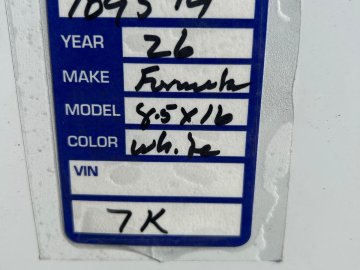 YEAR 26
MAKE Formula
MODEL 8.5x16
COLOR white
VIN
7K